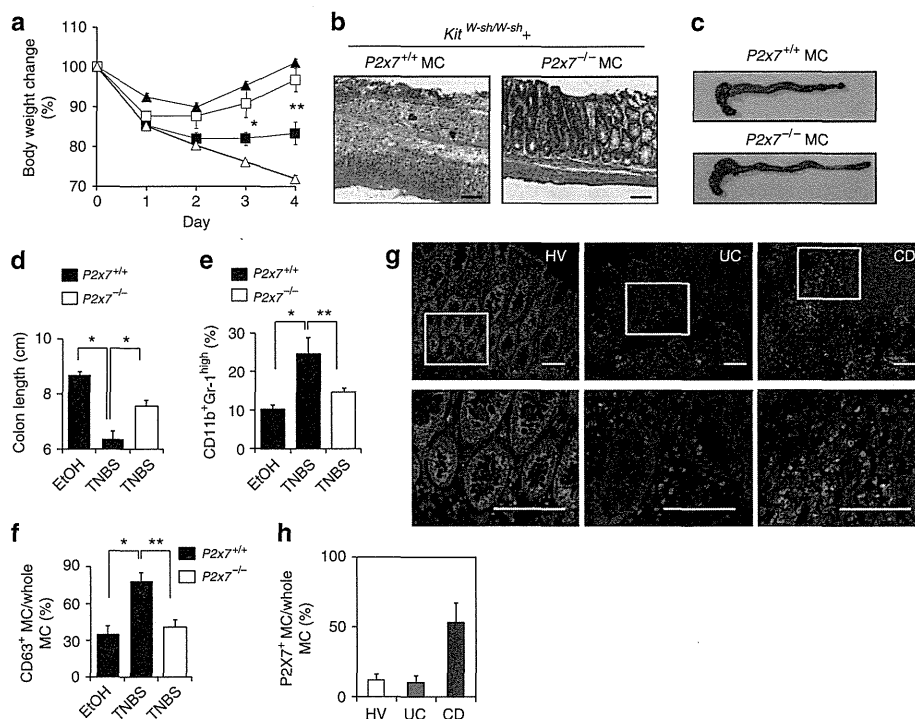 a
Body weight change
(%)
110
100
90
80
70
*
**
0 1 2 3 4
Day
b
Kit W-sh/W-sh+
P2x7+/+ MC
P2x7−/− MC
c
P2x7+/+ MC
P2x7−/− MC
d
P2x7+/+
P2x7−/−
Colon length (cm)
10
8
6
* *
EtOH TNBS TNBS
e
P2x7+/+
P2x7−/−
CD11b+Gr-1high (%)
30
20
10
0
* **
EtOH TNBS TNBS
f
P2x7+/+
P2x7−/−
CD63+ MC/whole
MC (%)
90
60
30
0
* **
EtOH TNBS TNBS
g
HV
UC
CD
h
P2X7+ MC/whole
MC (%)
100
50
0
HV UC CD